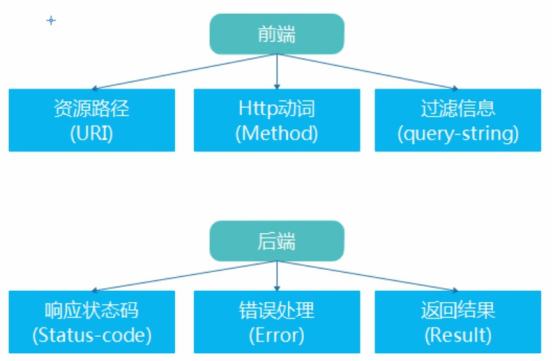 前端
资源路径
(URI)
Http动词
(Method)
过滤信息
(query-string)
后端
响应状态码
(Status-code)
错误处理
(Error)
返回结果
(Result)